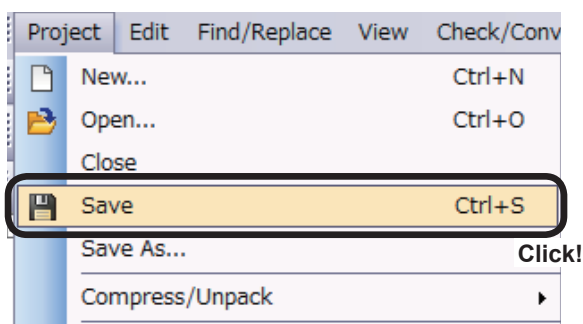 Project Edit Find/Replace View Check/Conv
New... Ctrl+N
Open... Ctrl+O
Close
Save Ctrl+S
Save As...
Click!
Compress/Unpack